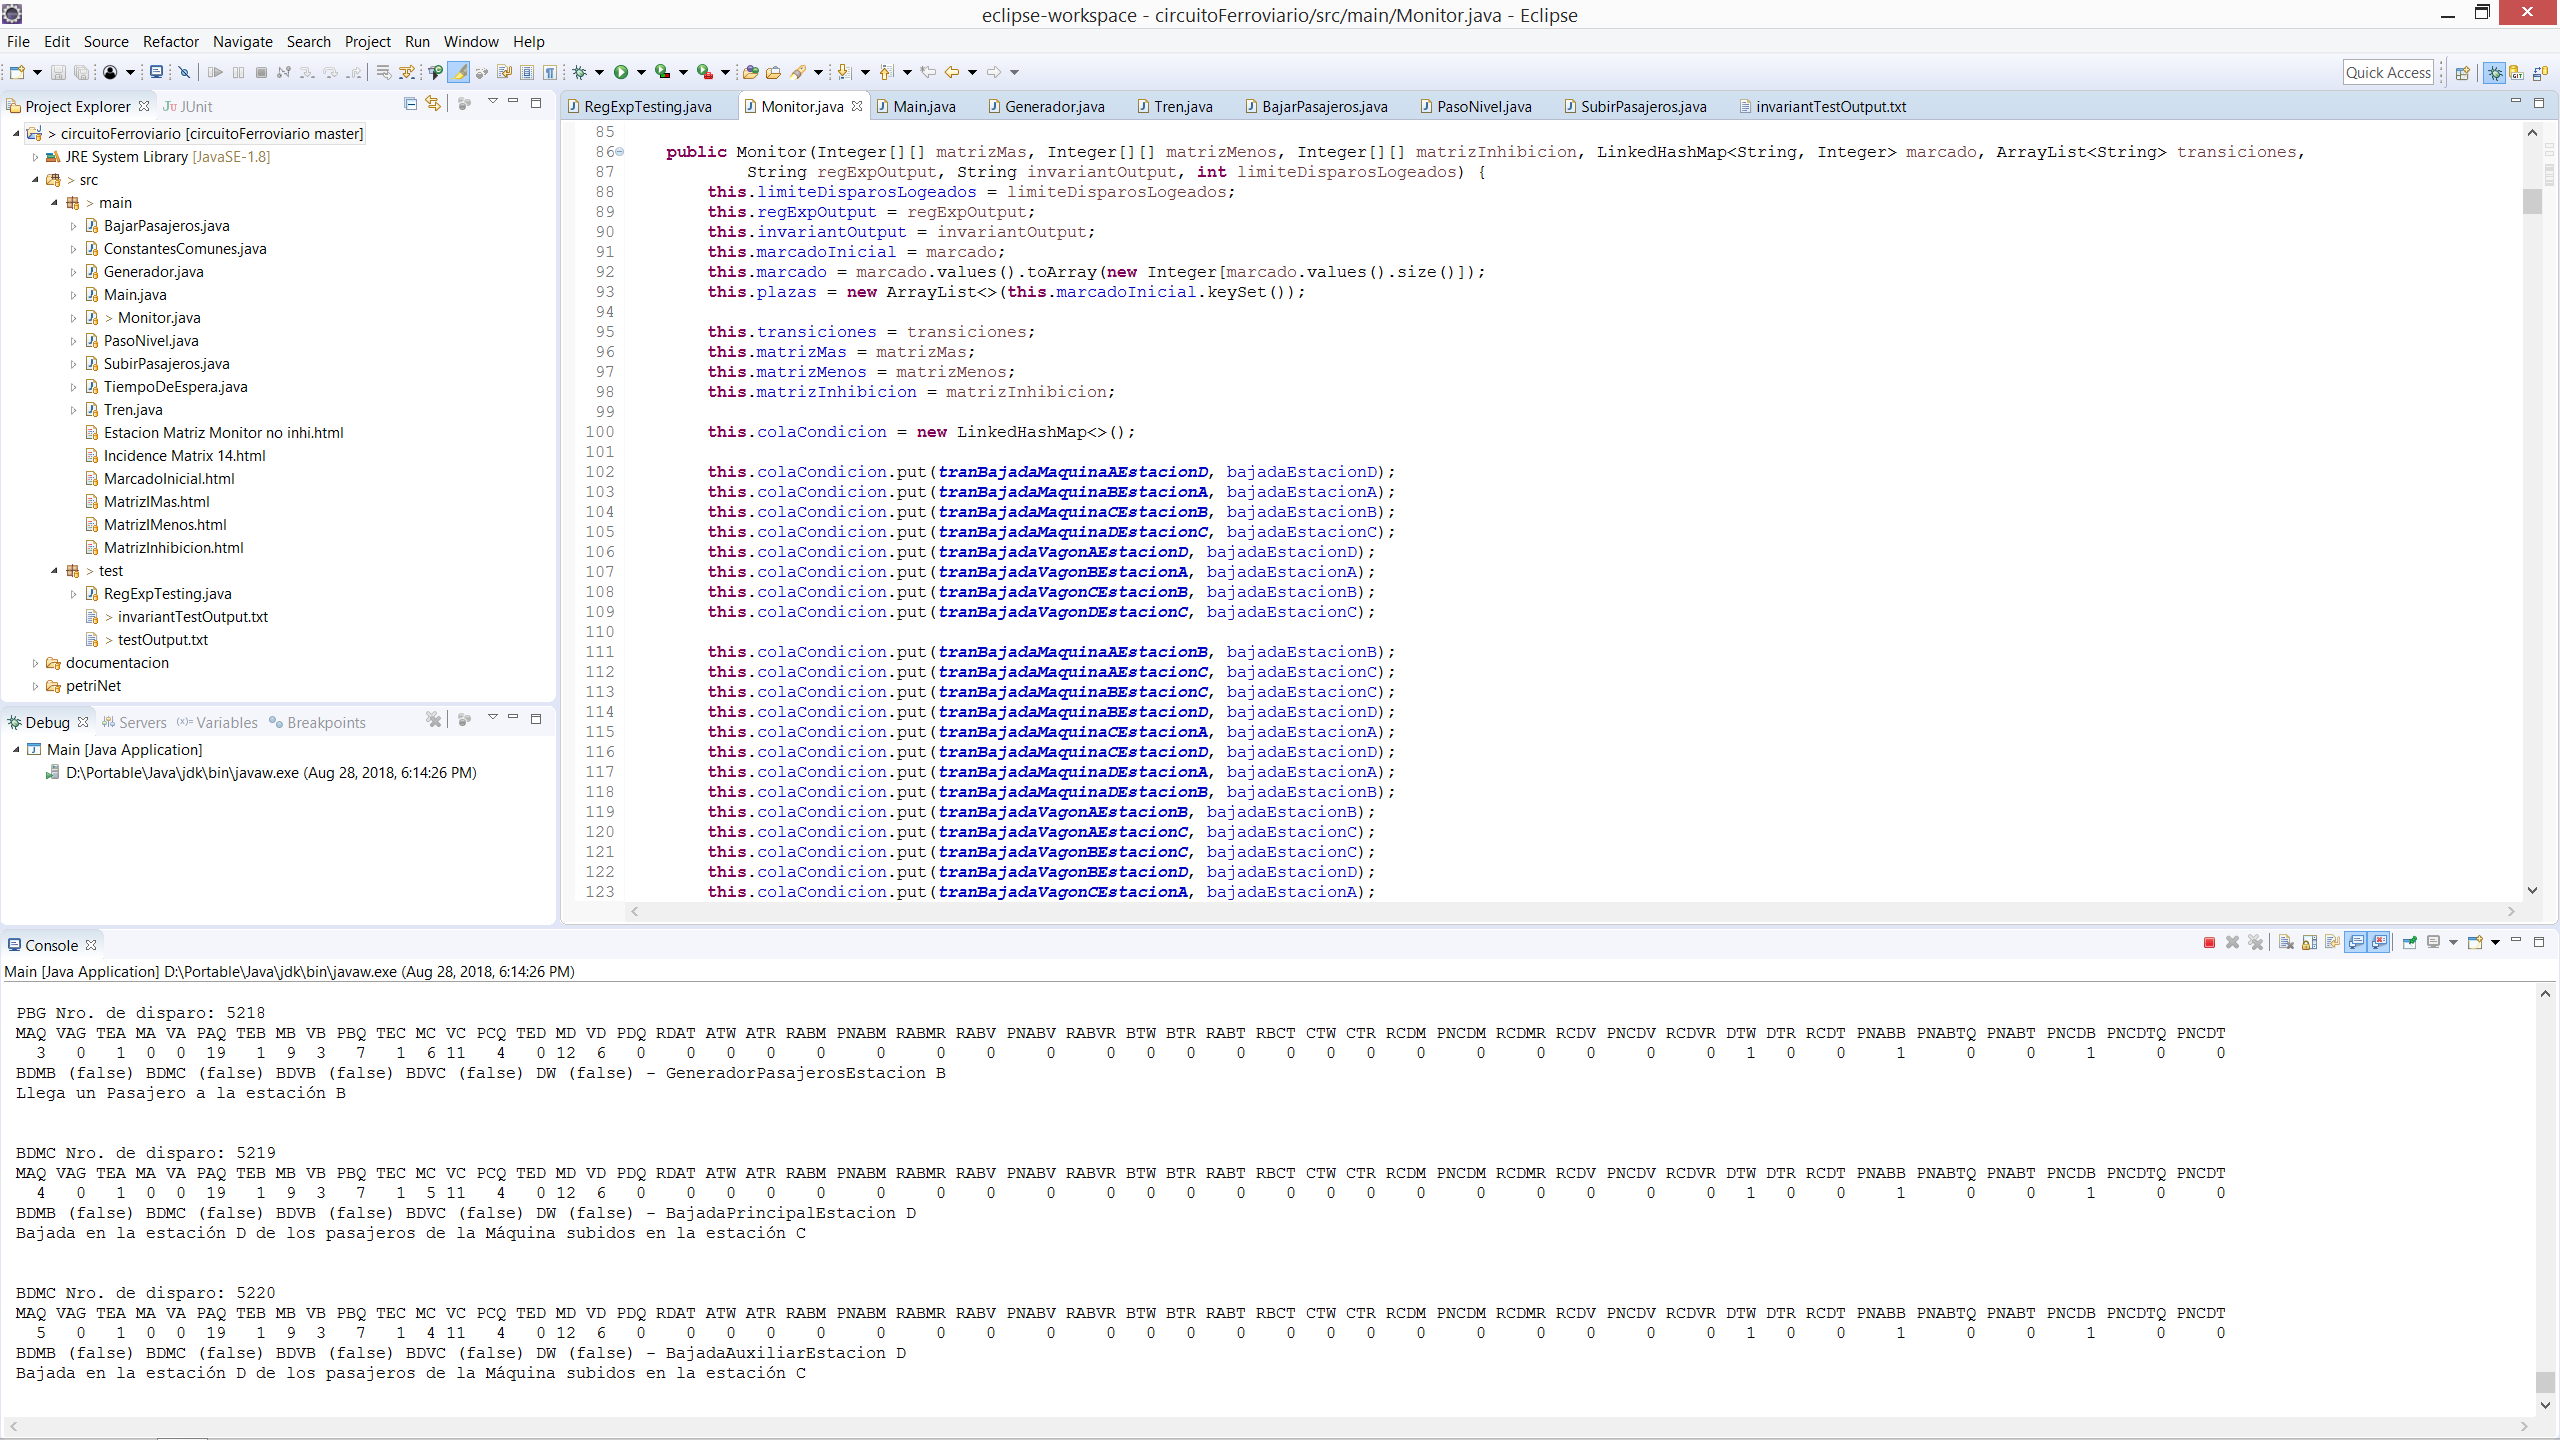 eclipse-workspace - circuitoFerroviario/src/main/Monitor.java - Eclipse
File Edit Source Refactor Navigate Search Project Run Window Help
Quick Access
Project Explorer JUnit
> circuitoFerroviario [circuitoFerroviario master]
JRE System Library [JavaSE-1.8]
> src
> main
BajarPasajeros.java
ConstantesComunes.java
Generador.java
Main.java
> Monitor.java
PasoNivel.java
SubirPasajeros.java
TiempoDeEspera.java
Tren.java
Estacion Matriz Monitor no inhi.html
Incidence Matrix 14.html
MarcadoInicial.html
MatrizIMas.html
MatrizIMenos.html
MatrizInhibicion.html
> test
RegExpTesting.java
> invariantTestOutput.txt
> testOutput.txt
documentacion
petriNet
Debug Servers Variables Breakpoints
Main [Java Application]
D:\Portable\Java\jdk\bin\javaw.exe (Aug 28, 2018, 6:14:26 PM)
RegExpTesting.java Monitor.java Main.java Generador.java Tren.java BajarPasajeros.java PasoNivel.java SubirPasajeros.java invariantTestOutput.txt
85
86 public Monitor(Integer[][] matrizMas, Integer[][] matrizMenos, Integer[][] matrizInhibicion, LinkedHashMap<String, Integer> marcado, ArrayList<String> transiciones,
87 String regExpOutput, String invariantOutput, int limiteDisparosLogeados) {
88 this.limiteDisparosLogeados = limiteDisparosLogeados;
89 this.regExpOutput = regExpOutput;
90 this.invariantOutput = invariantOutput;
91 this.marcadoInicial = marcado;
92 this.marcado = marcado.values().toArray(new Integer[marcado.values().size()]);
93 this.plazas = new ArrayList<>(this.marcadoInicial.keySet());
94
95 this.transiciones = transiciones;
96 this.matrizMas = matrizMas;
97 this.matrizMenos = matrizMenos;
98 this.matrizInhibicion = matrizInhibicion;
99
100 this.colaCondicion = new LinkedHashMap<>();
101
102 this.colaCondicion.put(tranBajadaMaquinaAEstacionD, bajadaEstacionD);
103 this.colaCondicion.put(tranBajadaMaquinaBEstacionA, bajadaEstacionA);
104 this.colaCondicion.put(tranBajadaMaquinaCEstacionB, bajadaEstacionB);
105 this.colaCondicion.put(tranBajadaMaquinaDEstacionC, bajadaEstacionC);
106 this.colaCondicion.put(tranBajadaVagonAEstacionD, bajadaEstacionD);
107 this.colaCondicion.put(tranBajadaVagonBEstacionA, bajadaEstacionA);
108 this.colaCondicion.put(tranBajadaVagonCEstacionB, bajadaEstacionB);
109 this.colaCondicion.put(tranBajadaVagonDEstacionC, bajadaEstacionC);
110
111 this.colaCondicion.put(tranBajadaMaquinaAEstacionB, bajadaEstacionB);
112 this.colaCondicion.put(tranBajadaMaquinaAEstacionC, bajadaEstacionC);
113 this.colaCondicion.put(tranBajadaMaquinaBEstacionC, bajadaEstacionC);
114 this.colaCondicion.put(tranBajadaMaquinaBEstacionD, bajadaEstacionD);
115 this.colaCondicion.put(tranBajadaMaquinaCEstacionA, bajadaEstacionA);
116 this.colaCondicion.put(tranBajadaMaquinaCEstacionD, bajadaEstacionD);
117 this.colaCondicion.put(tranBajadaMaquinaDEstacionA, bajadaEstacionA);
118 this.colaCondicion.put(tranBajadaMaquinaDEstacionB, bajadaEstacionB);
119 this.colaCondicion.put(tranBajadaVagonAEstacionB, bajadaEstacionB);
120 this.colaCondicion.put(tranBajadaVagonAEstacionC, bajadaEstacionC);
121 this.colaCondicion.put(tranBajadaVagonBEstacionC, bajadaEstacionC);
122 this.colaCondicion.put(tranBajadaVagonBEstacionD, bajadaEstacionD);
123 this.colaCondicion.put(tranBajadaVagonCEstacionA, bajadaEstacionA);
Console
Main [Java Application] D:\Portable\Java\jdk\bin\javaw.exe (Aug 28, 2018, 6:14:26 PM)
PBG Nro. de disparo: 5218
MAQ VAG TEA MA VA PAQ TEB MB VB PBQ TEC MC VC PCQ TED MD VD PDQ RDAT ATW ATR RABM PNABM RABMR RABV PNABV RABVR BTW BTR RABT RBCT CTW CTR RCDM PNCDM RCDMR RCDV PNCDV RCDVR DTW DTR RCDT PNABB PNABTQ PNABT PNCDB PNCDTQ PNCDT
3 0 1 0 0 19 1 9 3 7 1 6 11 4 0 12 6 0 0 0 0 0 0 0 0 0 0 0 0 0 0 0 0 0 0 0 0 0 0 1 0 0 1 0 0 1 0 0
BDMB (false) BDMC (false) BDVB (false) BDVC (false) DW (false) - GeneradorPasajerosEstacion B
Llega un Pasajero a la estación B
BDMC Nro. de disparo: 5219
MAQ VAG TEA MA VA PAQ TEB MB VB PBQ TEC MC VC PCQ TED MD VD PDQ RDAT ATW ATR RABM PNABM RABMR RABV PNABV RABVR BTW BTR RABT RBCT CTW CTR RCDM PNCDM RCDMR RCDV PNCDV RCDVR DTW DTR RCDT PNABB PNABTQ PNABT PNCDB PNCDTQ PNCDT
4 0 1 0 0 19 1 9 3 7 1 5 11 4 0 12 6 0 0 0 0 0 0 0 0 0 0 0 0 0 0 0 0 0 0 0 0 0 0 1 0 0 1 0 0 1 0 0
BDMB (false) BDMC (false) BDVB (false) BDVC (false) DW (false) - BajadaPrincipalEstacion D
Bajada en la estación D de los pasajeros de la Máquina subidos en la estación C
BDMC Nro. de disparo: 5220
MAQ VAG TEA MA VA PAQ TEB MB VB PBQ TEC MC VC PCQ TED MD VD PDQ RDAT ATW ATR RABM PNABM RABMR RABV PNABV RABVR BTW BTR RABT RBCT CTW CTR RCDM PNCDM RCDMR RCDV PNCDV RCDVR DTW DTR RCDT PNABB PNABTQ PNABT PNCDB PNCDTQ PNCDT
5 0 1 0 0 19 1 9 3 7 1 4 11 4 0 12 6 0 0 0 0 0 0 0 0 0 0 0 0 0 0 0 0 0 0 0 0 0 0 1 0 0 1 0 0 1 0 0
BDMB (false) BDMC (false) BDVB (false) BDVC (false) DW (false) - BajadaAuxiliarEstacion D
Bajada en la estación D de los pasajeros de la Máquina subidos en la estación C